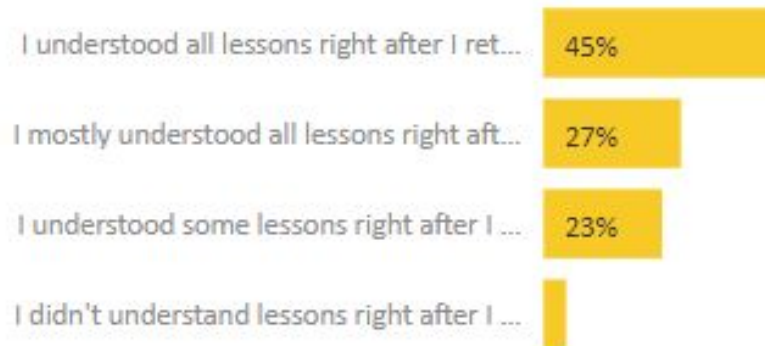 I understood all lessons right after I ret... 45%
I mostly understood all lessons right aft... 27%
I understood some lessons right after I ... 23%
I didn't understand lessons right after I ...